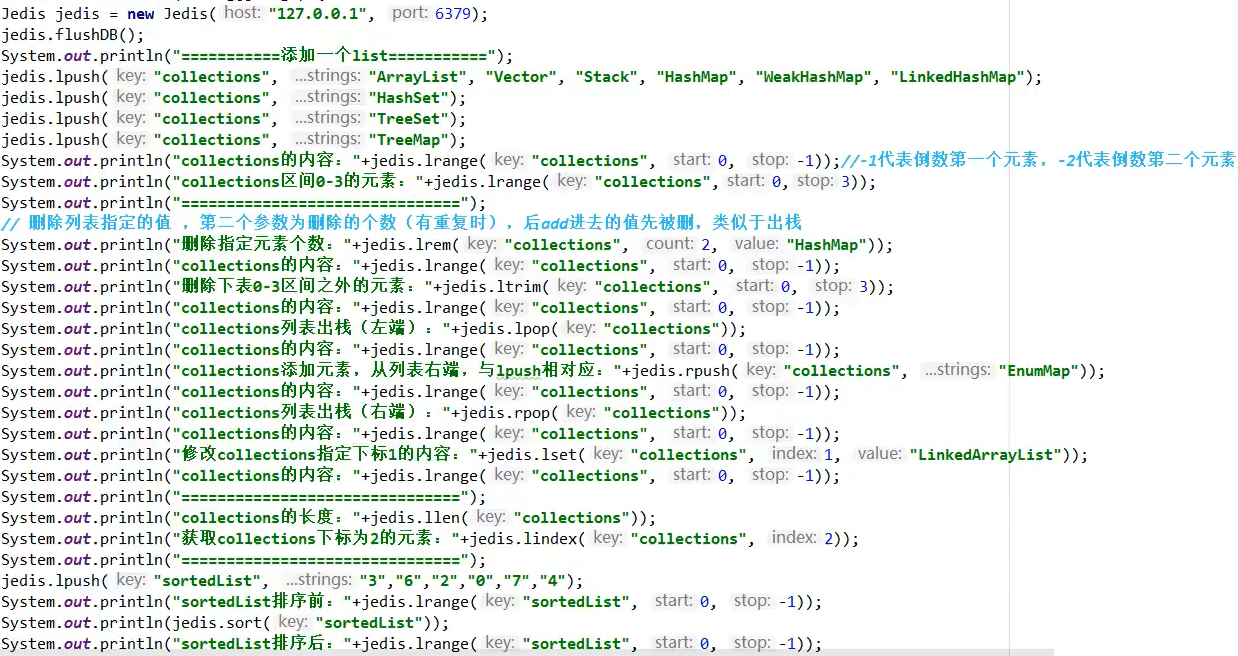 Jedis jedis = new Jedis( host: "127.0.0.1", port: 6379);
jedis.flushDB();
System.out.println("===========添加一个list===========");
jedis.lpush( key: "collections", ...strings: "ArrayList", "Vector", "Stack", "HashMap", "WeakHashMap", "LinkedHashMap");
jedis.lpush( key: "collections", ...strings: "HashSet");
jedis.lpush( key: "collections", ...strings: "TreeSet");
jedis.lpush( key: "collections", ...strings: "TreeMap");
System.out.println("collections的内容："+jedis.lrange( key: "collections", start: 0, stop: -1));//-1代表倒数第一个元素，-2代表倒数第二个元素
System.out.println("collections区间0-3的元素："+jedis.lrange( key: "collections", start: 0, stop: 3));
System.out.println("===============================");
// 删除列表指定的值 ，第二个参数为删除的个数（有重复时），后add进去的值先被删，类似于出栈
System.out.println("删除指定元素个数："+jedis.lrem( key: "collections", count: 2, value: "HashMap"));
System.out.println("collections的内容："+jedis.lrange( key: "collections", start: 0, stop: -1));
System.out.println("删除下表0-3区间之外的元素："+jedis.ltrim( key: "collections", start: 0, stop: 3));
System.out.println("collections的内容："+jedis.lrange( key: "collections", start: 0, stop: -1));
System.out.println("collections列表出栈（左端）："+jedis.lpop( key: "collections"));
System.out.println("collections的内容："+jedis.lrange( key: "collections", start: 0, stop: -1));
System.out.println("collections添加元素，从列表右端，与lpush相对应："+jedis.rpush( key: "collections", ...strings: "EnumMap"));
System.out.println("collections的内容："+jedis.lrange( key: "collections", start: 0, stop: -1));
System.out.println("collections列表出栈（右端）："+jedis.rpop( key: "collections"));
System.out.println("collections的内容："+jedis.lrange( key: "collections", start: 0, stop: -1));
System.out.println("修改collections指定下标1的内容："+jedis.lset( key: "collections", index: 1, value: "LinkedArrayList"));
System.out.println("collections的内容："+jedis.lrange( key: "collections", start: 0, stop: -1));
System.out.println("===============================");
System.out.println("collections的长度："+jedis.llen( key: "collections"));
System.out.println("获取collections下标为2的元素："+jedis.lindex( key: "collections", index: 2));
System.out.println("===============================");
jedis.lpush( key: "sortedList", ...strings: "3","6","2","0","7","4");
System.out.println("sortedList排序前："+jedis.lrange( key: "sortedList", start: 0, stop: -1));
System.out.println(jedis.sort( key: "sortedList"));
System.out.println("sortedList排序后："+jedis.lrange( key: "sortedList", start: 0, stop: -1));